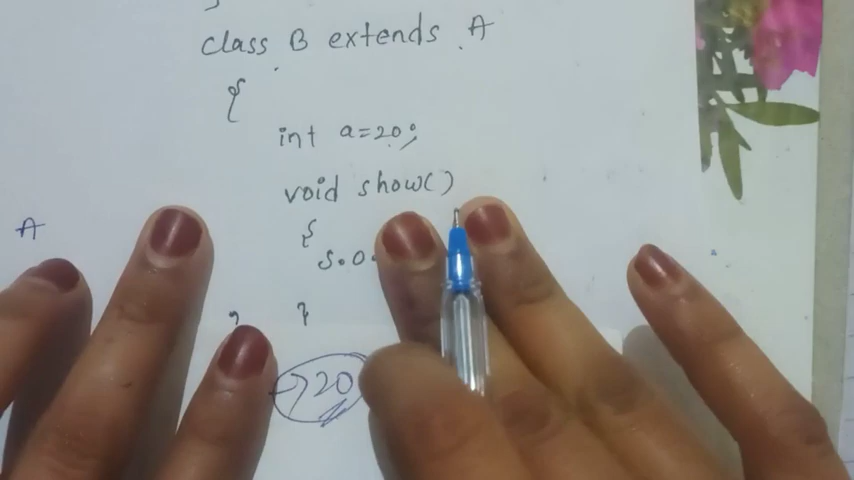 class B extends A
{
int a=20;
void show()
{
A
S.O.
}
→20